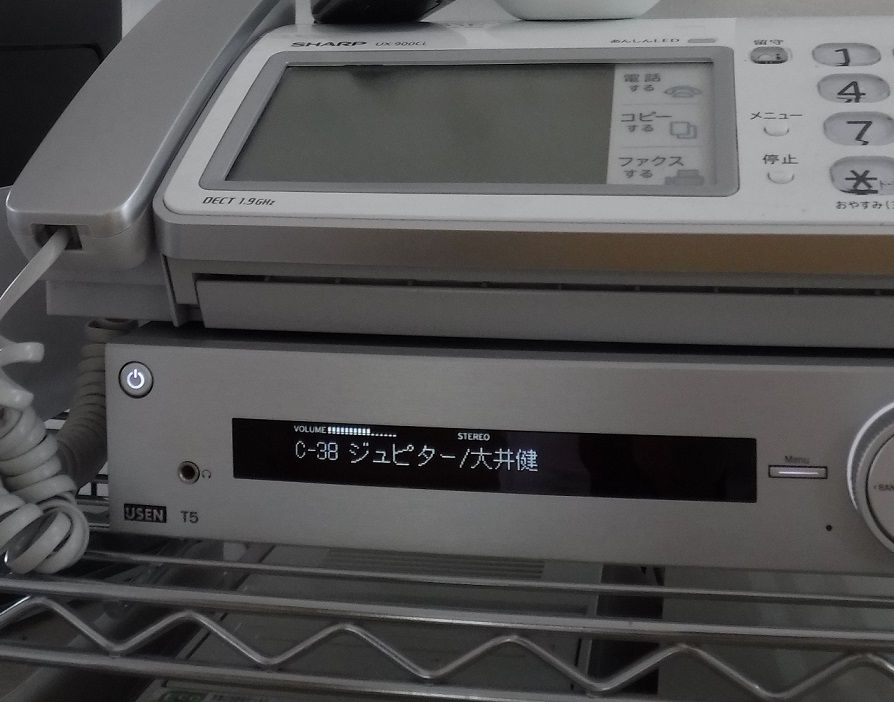 SHARP UX-900CL
あんしんLED
留守
1
電話
する
4
コピー
する
メニュー
7
ファクス
する
停止
*
DECT 1.9GHz
おやすみ
VOLUME
STEREO
C-38 ジュピター/大井健
Menu
USEN T5